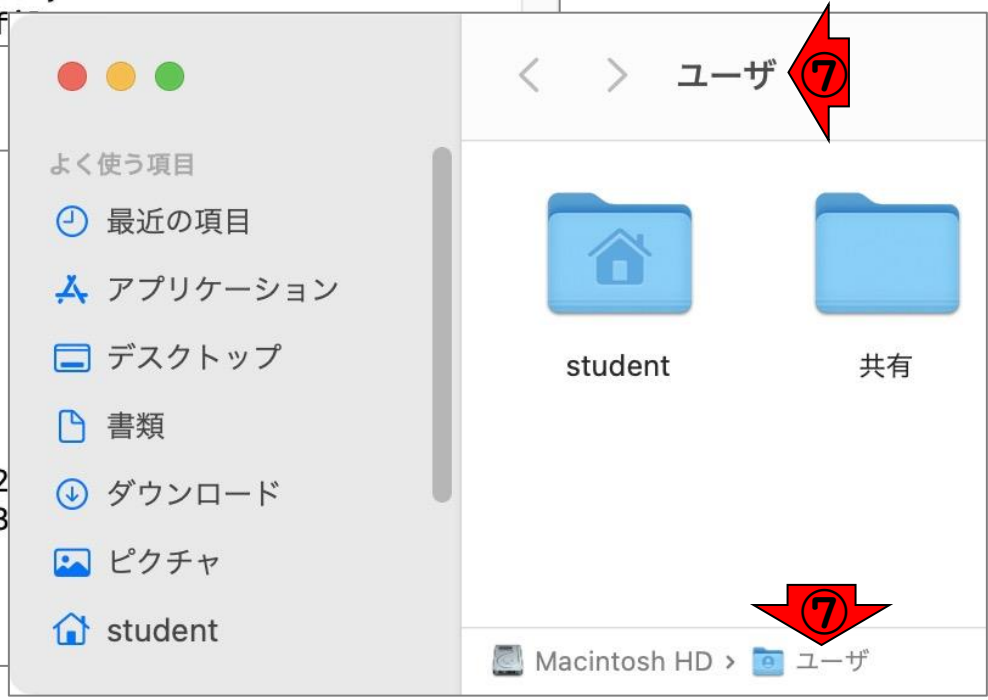 ユーザ
⑦
よく使う項目
最近の項目
アプリケーション
デスクトップ
書類
ダウンロード
ピクチャ
student
student
共有
⑦
Macintosh HD › ユーザ